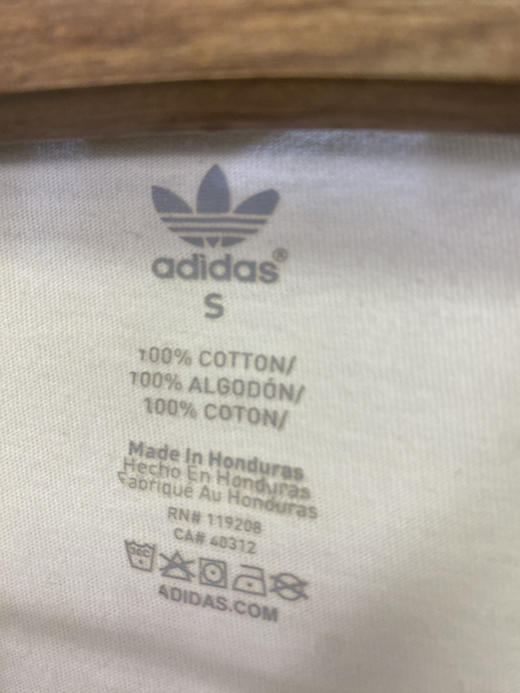 adidas®
S
100% COTTON/
100% ALGODÓN/
100% COTON/
Made In Honduras
Hecho En Honduras
Fabriqué Au Honduras
RN# 119208
CA# 40312
30C
ADIDAS.COM